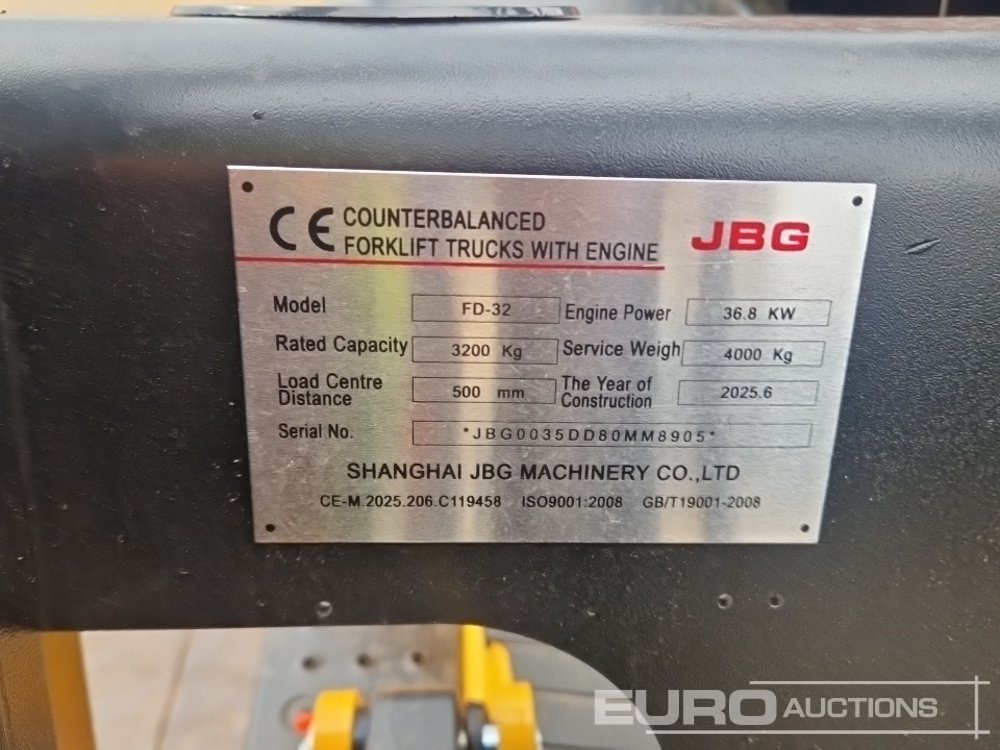 CE COUNTERBALANCED
FORKLIFT TRUCKS WITH ENGINE
JBG
Model FD-32 Engine Power 36.8 KW
Rated Capacity 3200 Kg Service Weigh 4000 Kg
Load Centre Distance 500 mm The Year of Construction 2025.6
Serial No. *JBG0035DD80MM8905*
SHANGHAI JBG MACHINERY CO.,LTD
CE-M.2025.206.C119458 ISO9001:2008 GB/T19001-2008
EURO AUCTIONS